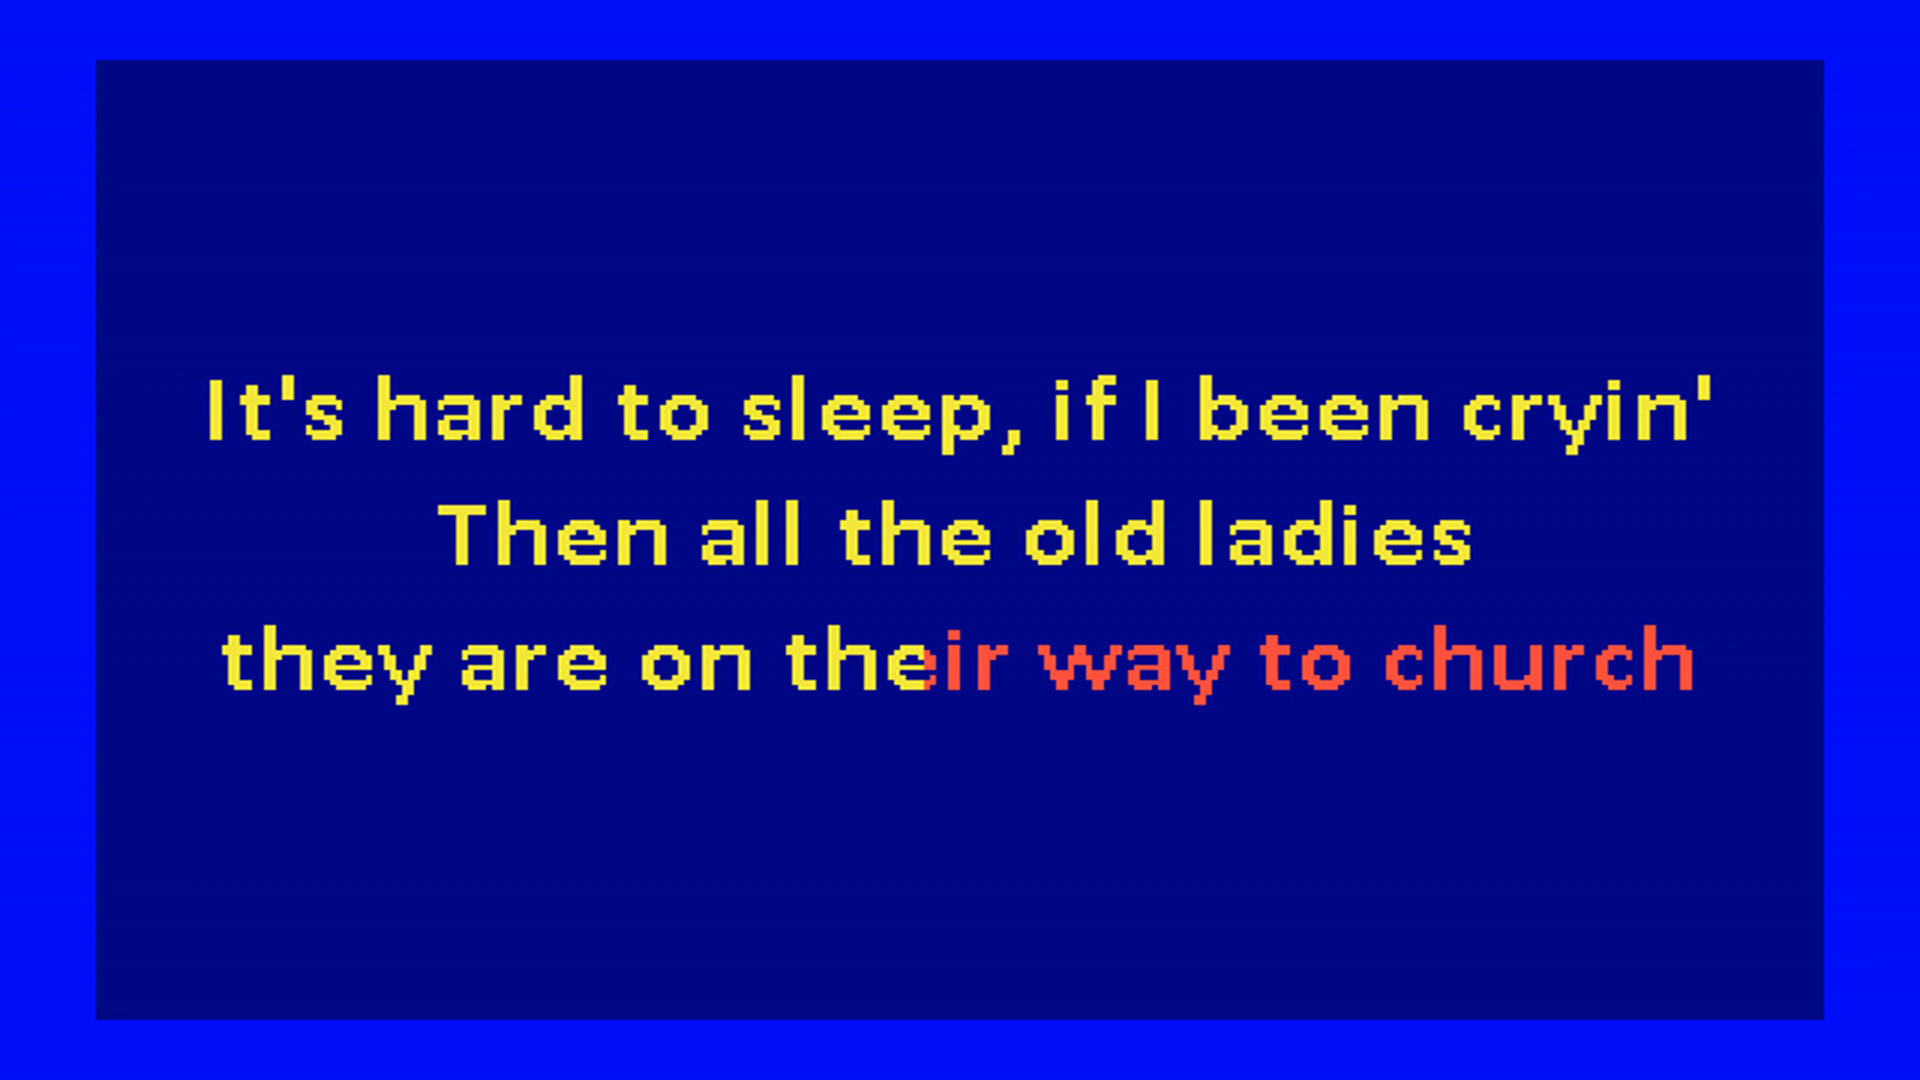 It's hard to sleep, if I been cryin'
Then all the old ladies
they are on their way to church